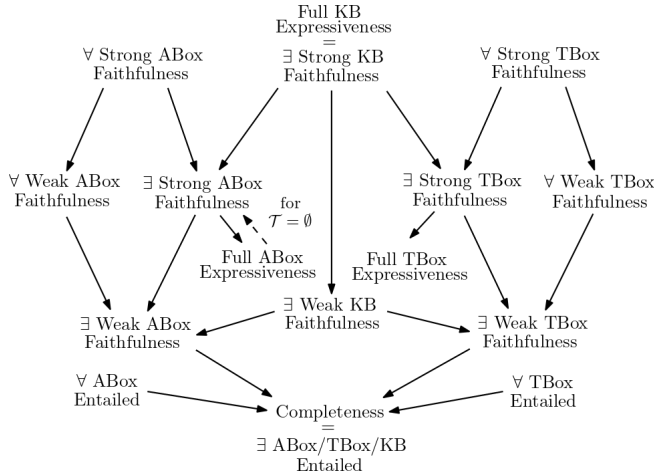 Full KB
Expressiveness
=
∃ Strong KB
Faithfulness
∀ Strong ABox
Faithfulness
∀ Strong TBox
Faithfulness
∀ Weak ABox
Faithfulness
∃ Strong ABox
Faithfulness
for
𝒯 = ∅
∃ Strong TBox
Faithfulness
∀ Weak TBox
Faithfulness
Full ABox
Expressiveness
Full TBox
Expressiveness
∃ Weak ABox
Faithfulness
∃ Weak KB
Faithfulness
∃ Weak TBox
Faithfulness
∀ ABox
Entailed
∀ TBox
Entailed
Completeness
=
∃ ABox/TBox/KB
Entailed